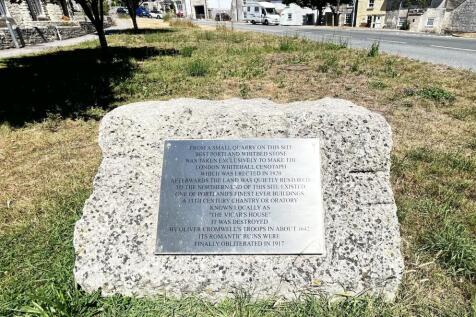 FROM A SMALL QUARRY ON THIS SITE
BEST PORTLAND WHITBED STONE
WAS TAKEN EXCLUSIVELY TO MAKE THE
LONDON WHITEHALL CENOTAPH
WHICH WAS ERECTED IN 1920
AFTERWARDS THE LAND WAS QUIETLY RESTORED
TO THE NORTHERN END OF THIS SITE EXISTED
ONE OF PORTLAND'S FINEST EVER BUILDINGS
A 13TH CENTURY CHANTRY OR ORATORY
KNOWN LOCALLY AS
"THE VICAR'S HOUSE"
IT WAS DESTROYED
BY OLIVER CROMWELL'S TROOPS IN ABOUT 1642
ITS ROMANTIC RUINS WERE
FINALLY OBLITERATED IN 1917